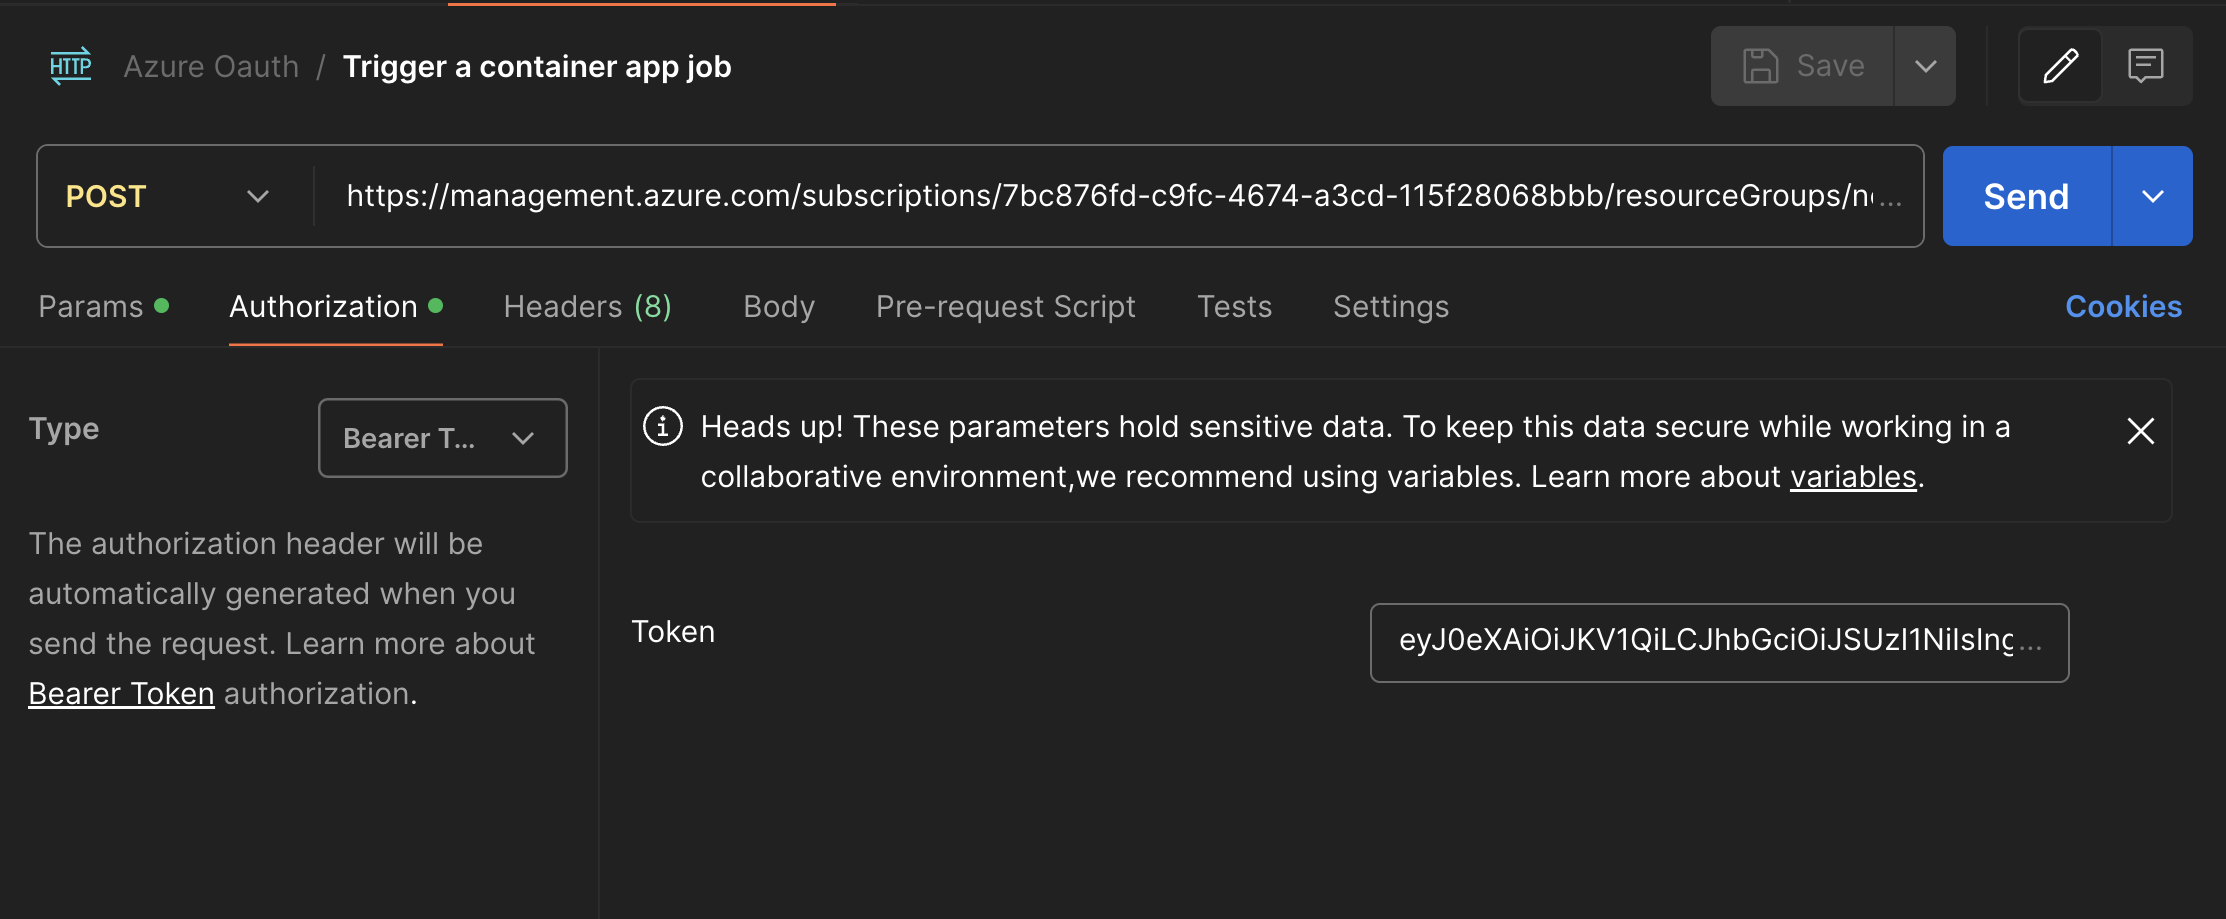 HTTP Azure Oauth / Trigger a container app job Save
POST https://management.azure.com/subscriptions/7bc876fd-c9fc-4674-a3cd-115f28068bbb/resourceGroups/n... Send
Params Authorization Headers (8) Body Pre-request Script Tests Settings Cookies
Type Bearer T...
Heads up! These parameters hold sensitive data. To keep this data secure while working in a
collaborative environment,we recommend using variables. Learn more about variables.
The authorization header will be
automatically generated when you
send the request. Learn more about
Bearer Token authorization.
Token eyJ0eXAiOiJKV1QiLCJhbGciOiJSUzI1NiIsIng...